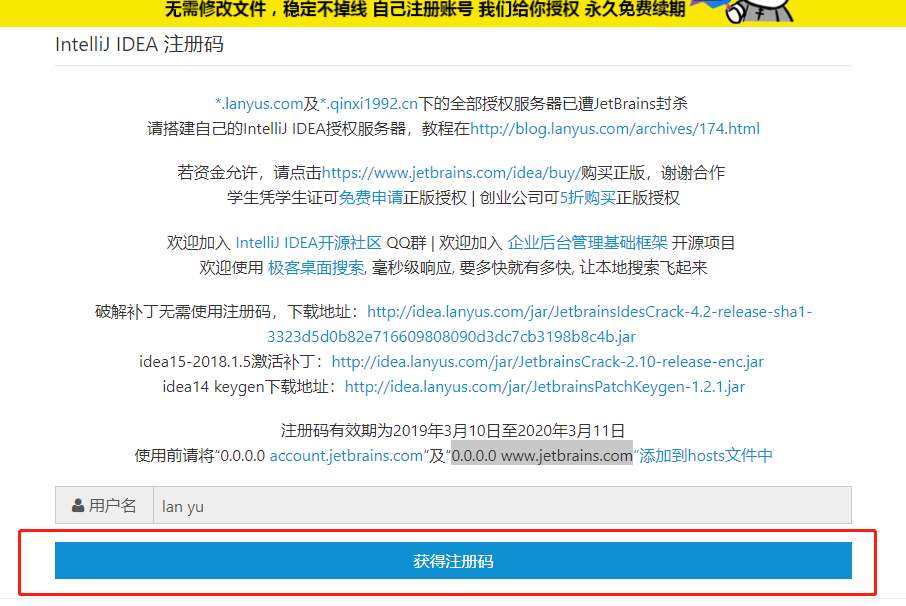 无需修改文件，稳定不掉线 自己注册账号 我们给你授权 永久免费续期
IntelliJ IDEA 注册码
*.lanyus.com及*.qinxi1992.cn下的全部授权服务器已遭JetBrains封杀
请搭建自己的IntelliJ IDEA授权服务器，教程在http://blog.lanyus.com/archives/174.html
若资金允许，请点击https://www.jetbrains.com/idea/buy/购买正版，谢谢合作
学生凭学生证可免费申请正版授权 | 创业公司可5折购买正版授权
欢迎加入 IntelliJ IDEA开源社区 QQ群 | 欢迎加入 企业后台管理基础框架 开源项目
欢迎使用 极客桌面搜索, 毫秒级响应, 要多快就有多快, 让本地搜索飞起来
破解补丁无需使用注册码，下载地址：http://idea.lanyus.com/jar/JetbrainsIdesCrack-4.2-release-sha1-
3323d5d0b82e716609808090d3dc7cb3198b8c4b.jar
idea15-2018.1.5激活补丁：http://idea.lanyus.com/jar/JetbrainsCrack-2.10-release-enc.jar
idea14 keygen下载地址：http://idea.lanyus.com/jar/JetbrainsPatchKeygen-1.2.1.jar
注册码有效期为2019年3月10日至2020年3月11日
使用前请将“0.0.0.0 account.jetbrains.com”及“0.0.0.0 www.jetbrains.com”添加到hosts文件中
用户名 lan yu
获得注册码